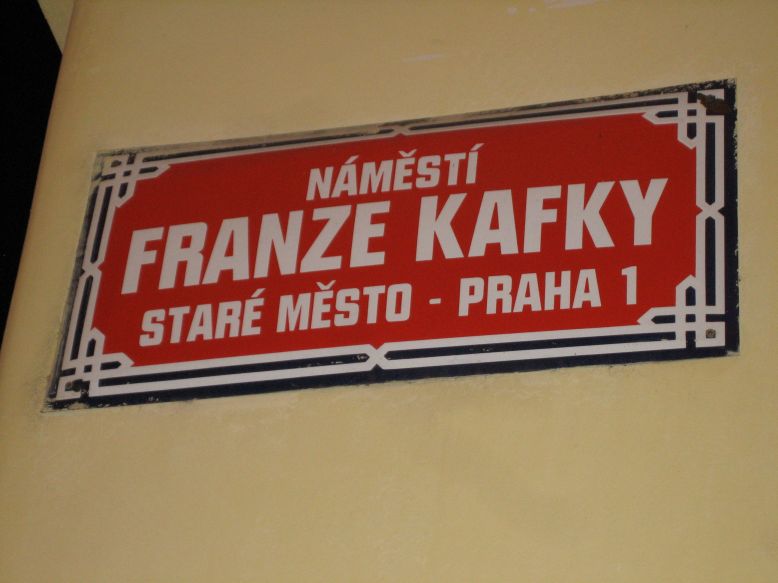 NÁMĚSTÍ
FRANZE KAFKY
STARÉ MĚSTO - PRAHA 1